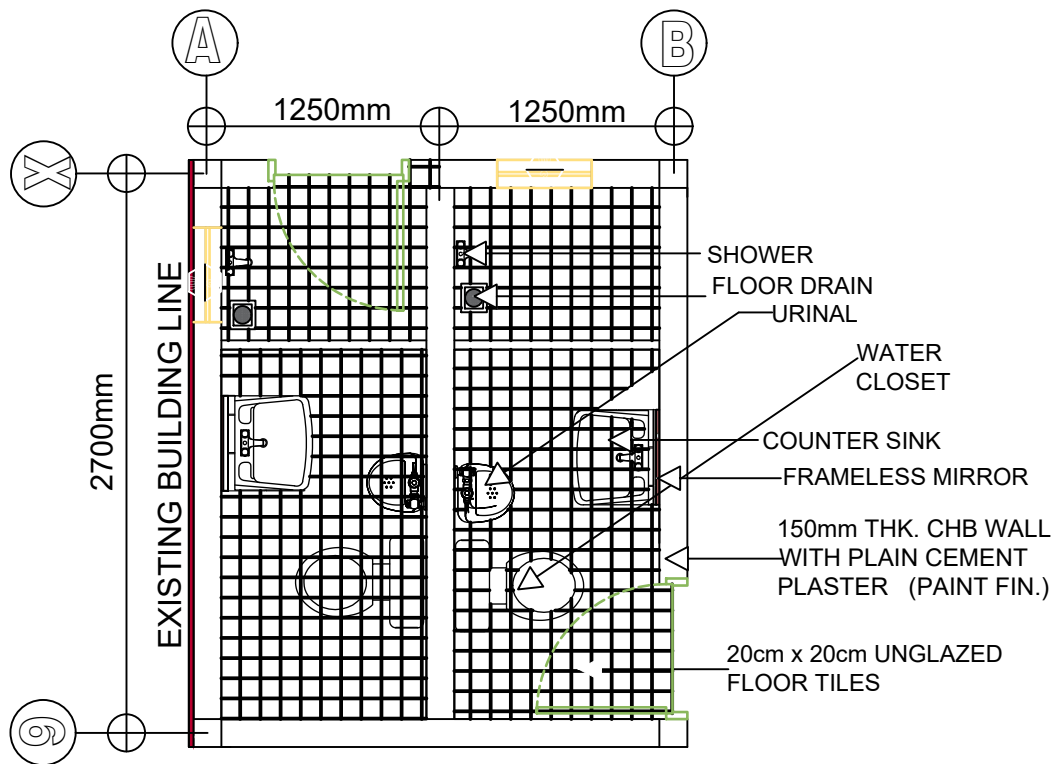 A
B
1250mm
1250mm
X
SHOWER
FLOOR DRAIN
URINAL
WATER
CLOSET
EXISTING BUILDING LINE
2700mm
COUNTER SINK
FRAMELESS MIRROR
150mm THK. CHB WALL
WITH PLAIN CEMENT
PLASTER (PAINT FIN.)
20cm x 20cm UNGLAZED
FLOOR TILES
9